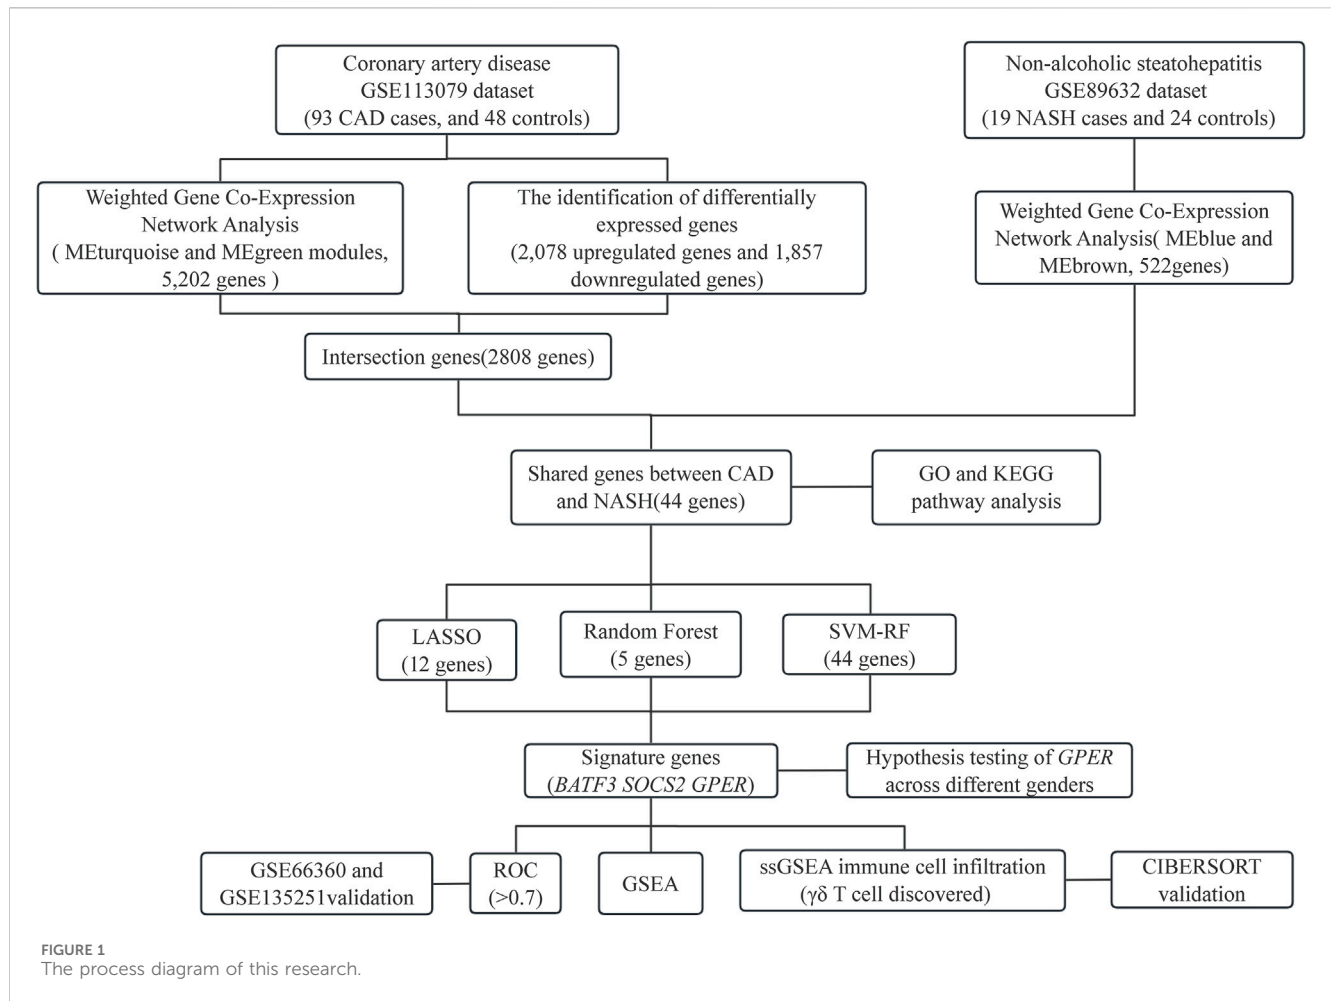 Coronary artery disease
GSE113079 dataset
(93 CAD cases, and 48 controls)
Non-alcoholic steatohepatitis
GSE89632 dataset
(19 NASH cases and 24 controls)
Weighted Gene Co-Expression
Network Analysis
( MEturquoise and MEgreen modules,
5,202 genes )
The identification of differentially
expressed genes
(2,078 upregulated genes and 1,857
downregulated genes)
Weighted Gene Co-Expression
Network Analysis( MEblue and
MEbrown, 522genes)
Intersection genes(2808 genes)
Shared genes between CAD
and NASH(44 genes)
GO and KEGG
pathway analysis
LASSO
(12 genes)
Random Forest
(5 genes)
SVM-RF
(44 genes)
Signature genes
(BATF3 SOCS2 GPER)
Hypothesis testing of GPER
across different genders
GSE66360 and
GSE135251validation
ROC
(>0.7)
GSEA
ssGSEA immune cell infiltration
(γδ T cell discovered)
CIBERSORT
validation
FIGURE 1
The process diagram of this research.